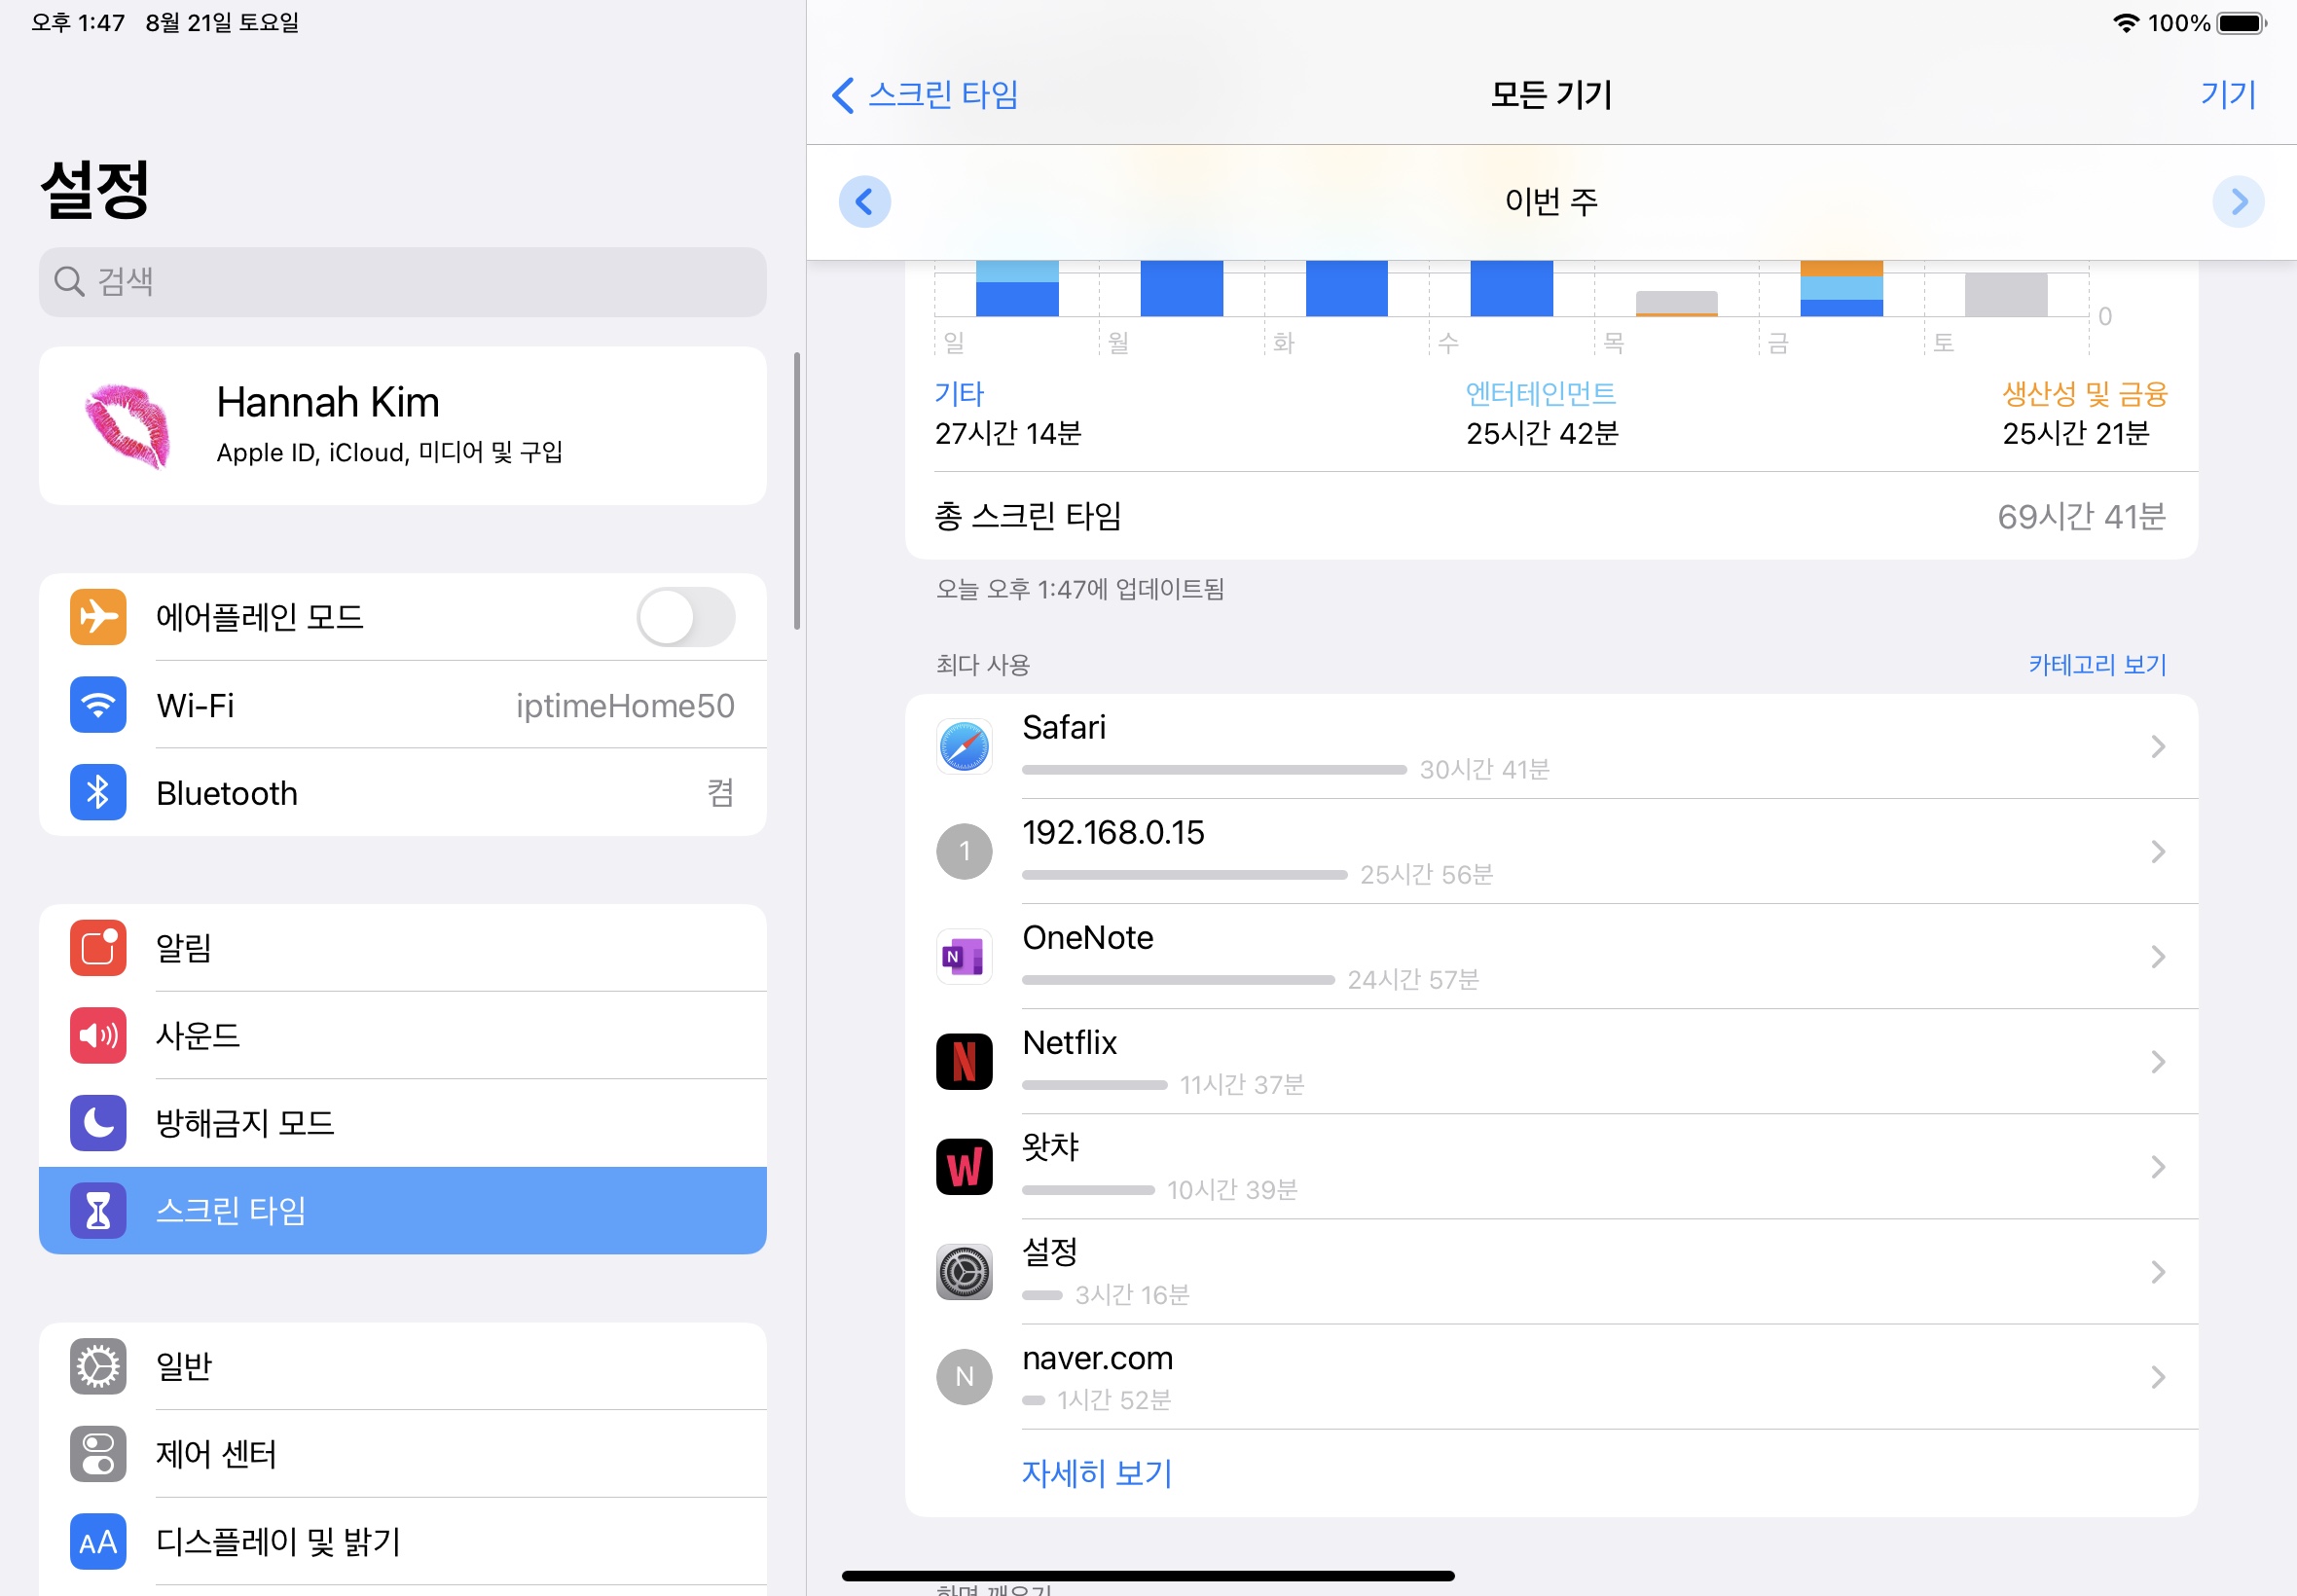 오후 1:47 8월 21일 토요일
100%
설정
검색
Hannah Kim
Apple ID, iCloud, 미디어 및 구입
에어플레인 모드
Wi-Fi iptimeHome50
Bluetooth 켬
알림
사운드
방해금지 모드
스크린 타임
일반
제어 센터
AA 디스플레이 및 밝기
스크린 타임 모든 기기 기기
이번 주
0
일 월 화 수 목 금 토
기타 엔터테인먼트 생산성 및 금융
27시간 14분 25시간 42분 25시간 21분
총 스크린 타임 69시간 41분
오늘 오후 1:47에 업데이트됨
최다 사용 카테고리 보기
Safari
30시간 41분
1 192.168.0.15
25시간 56분
N OneNote
24시간 57분
N Netflix
11시간 37분
W 왓챠
10시간 39분
설정
3시간 16분
N naver.com
1시간 52분
자세히 보기
화면 깨우기